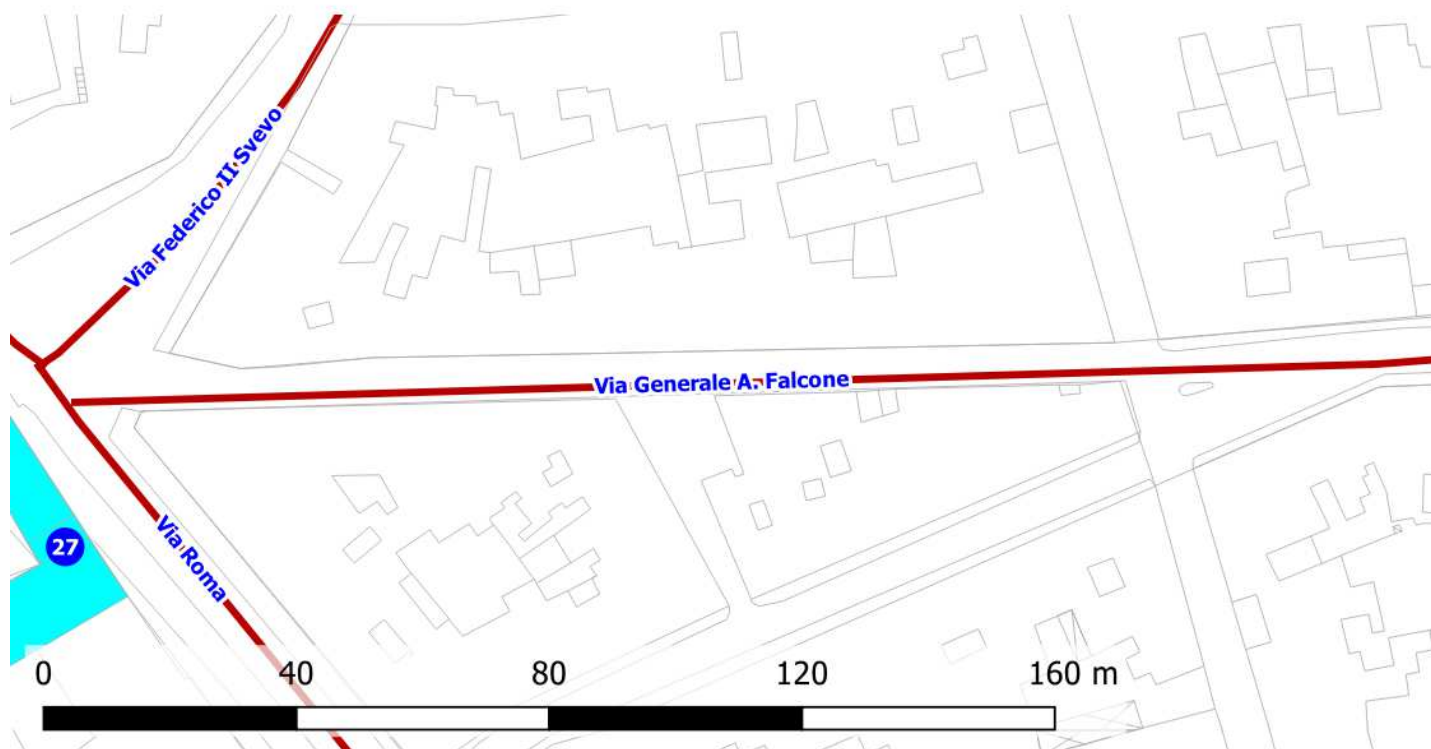 Via Federico II Svevo
Via Generale A. Falcone
27
Via Roma
0 40 80 120 160 m